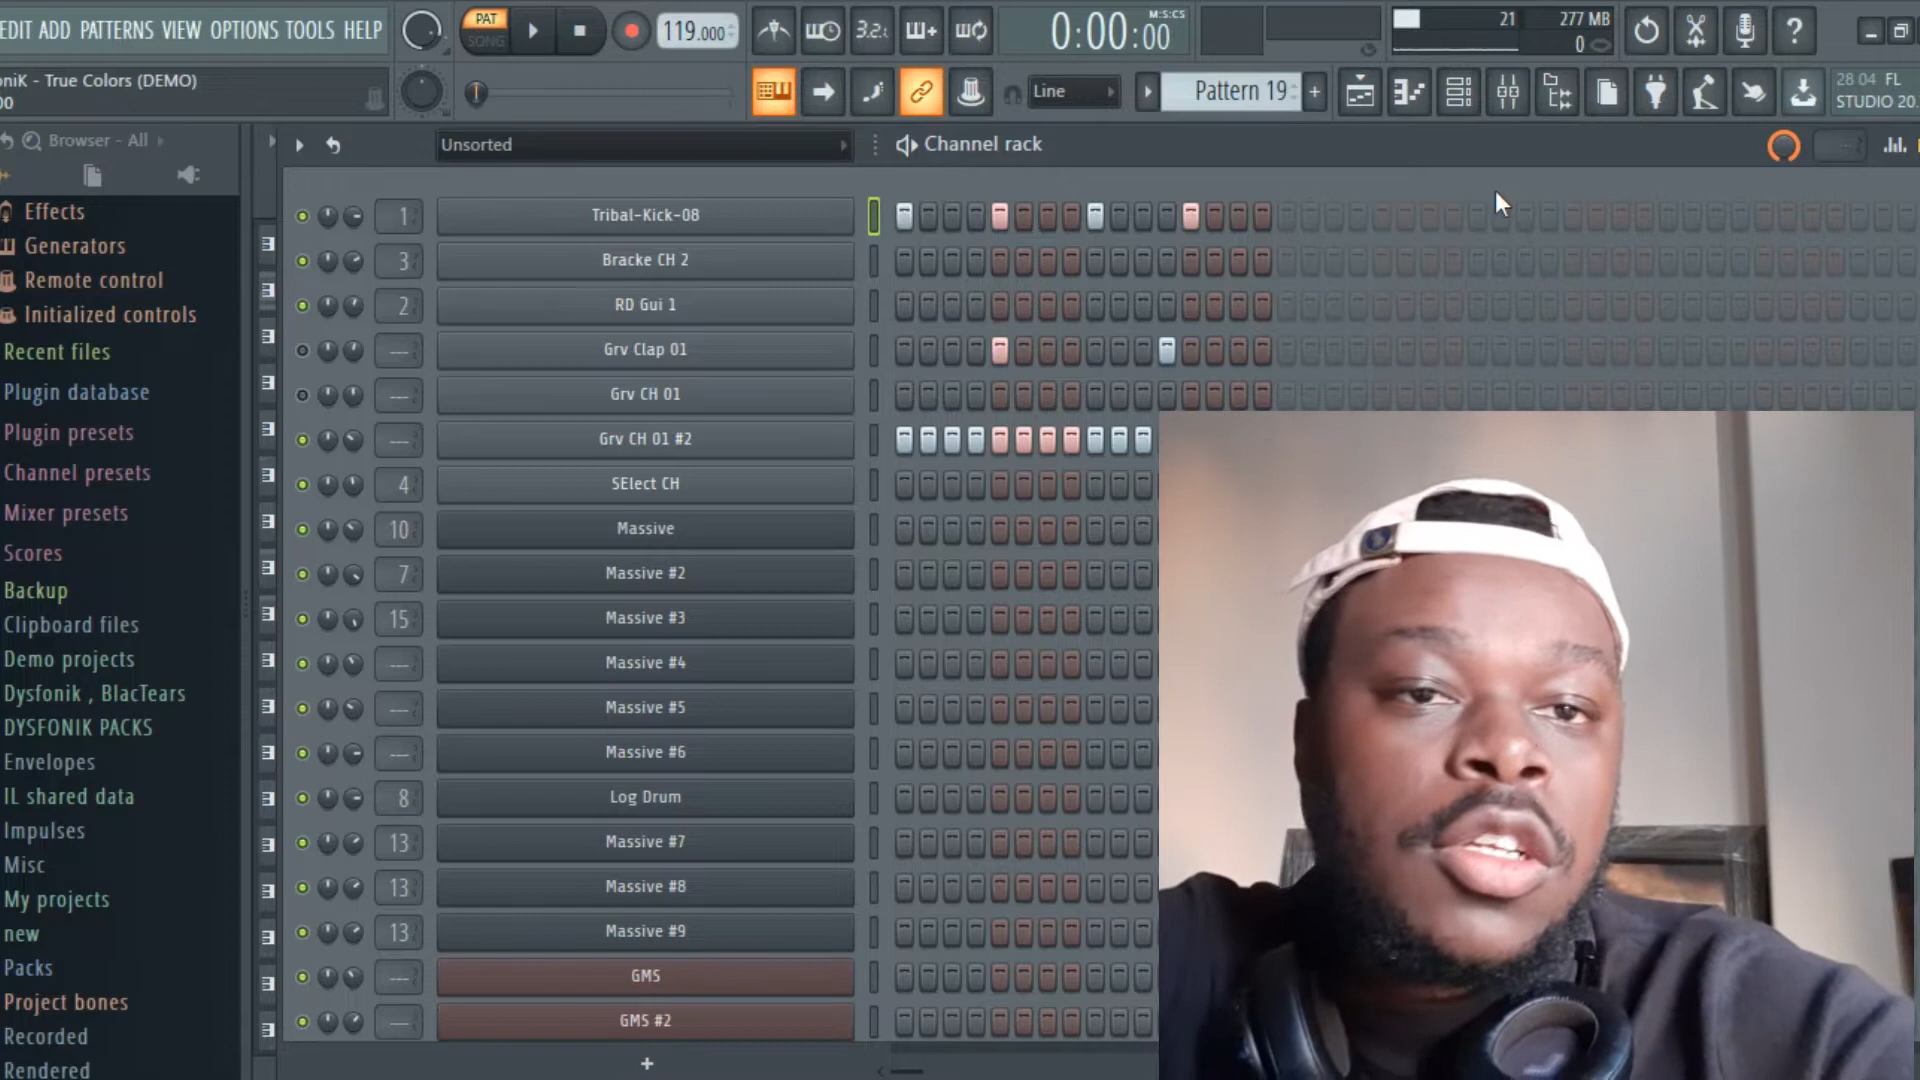 EDIT ADD PATTERNS VIEW OPTIONS TOOLS HELP
PAT
SONG
119.000
3.2.
0:00:00
M:S:CS
21
277 MB
0
?
oniK - True Colors (DEMO)
00
Line
Pattern 19
+
28 04 FL
STUDIO 20.
Browser - All
Unsorted
Channel rack
Effects
Generators
Remote control
Initialized controls
Recent files
Plugin database
Plugin presets
Channel presets
Mixer presets
Scores
Backup
Clipboard files
Demo projects
Dysfonik , BlacTears
DYSFONIK PACKS
Envelopes
IL shared data
Impulses
Misc
My projects
new
Packs
Project bones
Recorded
Rendered
1 Tribal-Kick-08
3 Bracke CH 2
2 RD Gui 1
--- Grv Clap 01
--- Grv CH 01
--- Grv CH 01 #2
4 SElect CH
10 Massive
7 Massive #2
15 Massive #3
--- Massive #4
--- Massive #5
--- Massive #6
8 Log Drum
13 Massive #7
13 Massive #8
13 Massive #9
--- GMS
--- GMS #2
+